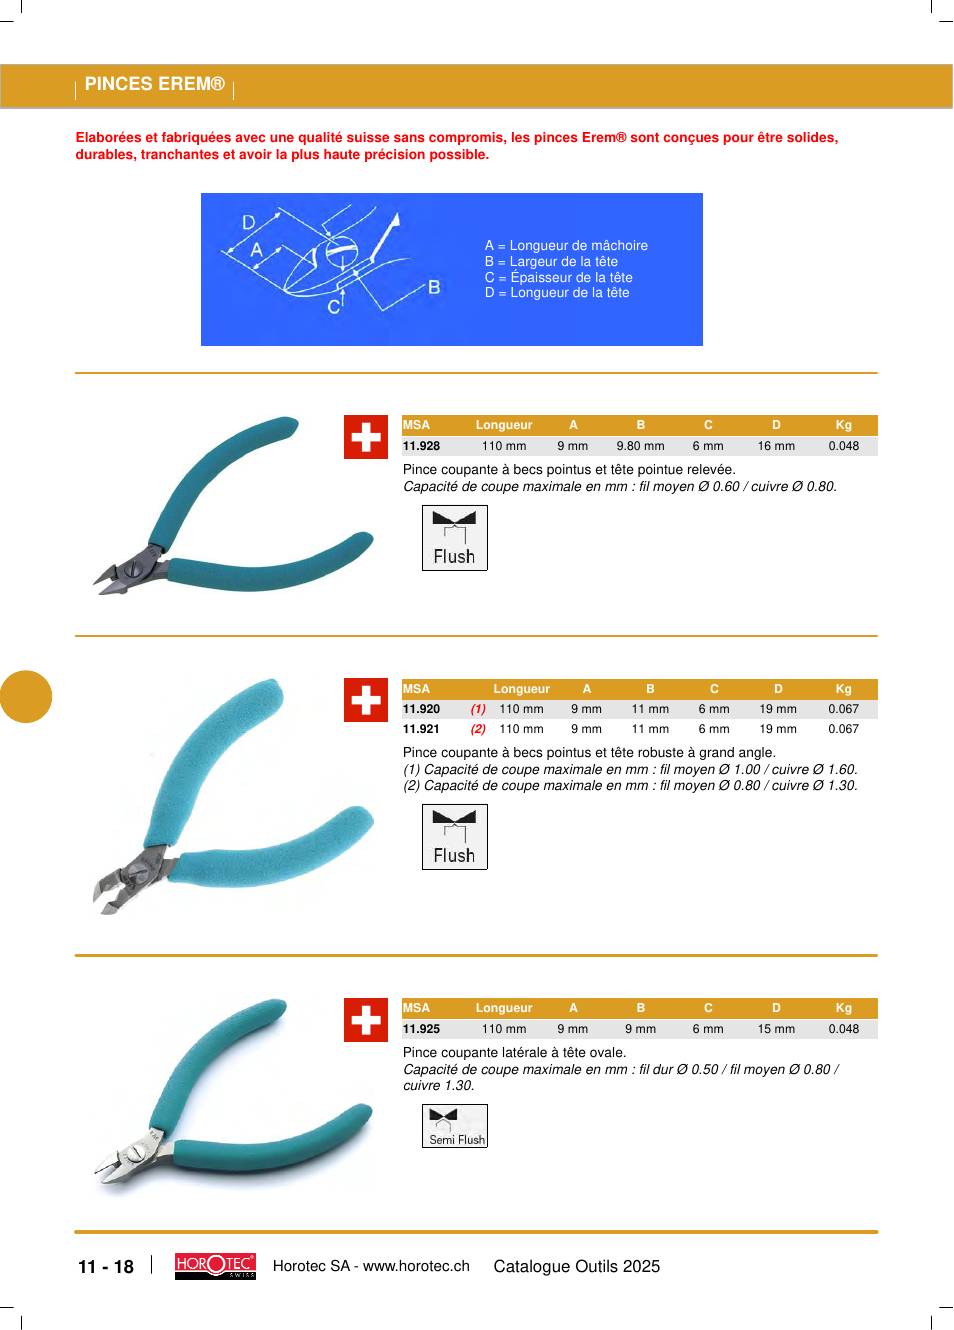 PINCES EREM®
Elaborées et fabriquées avec une qualité suisse sans compromis, les pinces Erem® sont conçues pour être solides,
durables, tranchantes et avoir la plus haute précision possible.
D
A
B
C
A = Longueur de mâchoire
B = Largeur de la tête
C = Épaisseur de la tête
D = Longueur de la tête
MSA Longueur A B C D Kg
11.928 110 mm 9 mm 9.80 mm 6 mm 16 mm 0.048
Pince coupante à becs pointus et tête pointue relevée.
Capacité de coupe maximale en mm : fil moyen Ø 0.60 / cuivre Ø 0.80.
Flush
MSA Longueur A B C D Kg
11.920 (1) 110 mm 9 mm 11 mm 6 mm 19 mm 0.067
11.921 (2) 110 mm 9 mm 11 mm 6 mm 19 mm 0.067
Pince coupante à becs pointus et tête robuste à grand angle.
(1) Capacité de coupe maximale en mm : fil moyen Ø 1.00 / cuivre Ø 1.60.
(2) Capacité de coupe maximale en mm : fil moyen Ø 0.80 / cuivre Ø 1.30.
Flush
MSA Longueur A B C D Kg
11.925 110 mm 9 mm 9 mm 6 mm 15 mm 0.048
Pince coupante latérale à tête ovale.
Capacité de coupe maximale en mm : fil dur Ø 0.50 / fil moyen Ø 0.80 /
cuivre 1.30.
Semi Flush
11 - 18
HOROTEC®
SWISS
Horotec SA - www.horotec.ch
Catalogue Outils 2025